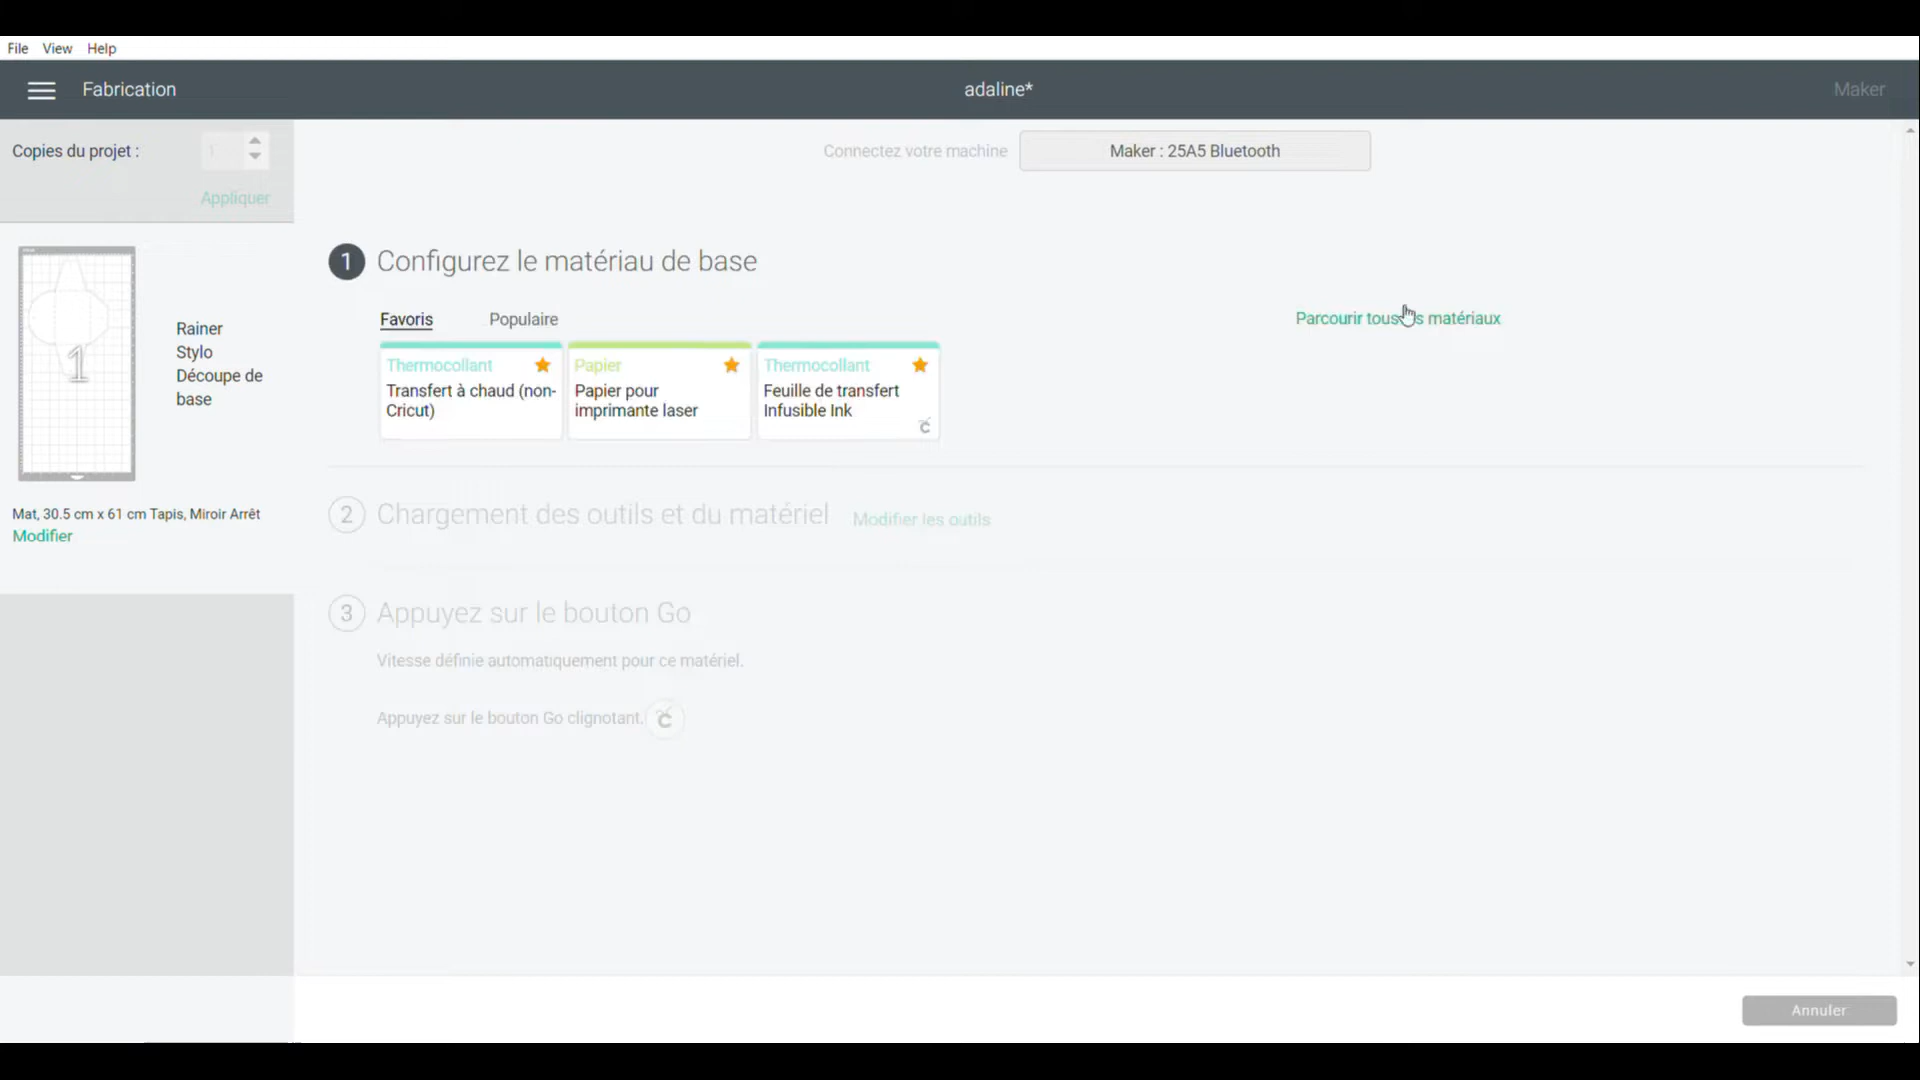 File View Help
Fabrication
adaline*
Maker
Copies du projet :
1
Appliquer
Connectez votre machine
Maker : 25A5 Bluetooth
1
Rainer
Stylo
Découpe de
base
Mat, 30.5 cm x 61 cm Tapis, Miroir Arrêt
Modifier
1 Configurez le matériau de base
Favoris Populaire
Parcourir tous matériaux
Thermocollant
Transfert à chaud (non-
Cricut)
Papier
Papier pour
imprimante laser
Thermocollant
Feuille de transfert
Infusible Ink
2 Chargement des outils et du matériel Modifier les outils
3 Appuyez sur le bouton Go
Vitesse définie automatiquement pour ce matériel.
Appuyez sur le bouton Go clignotant.
Annuler